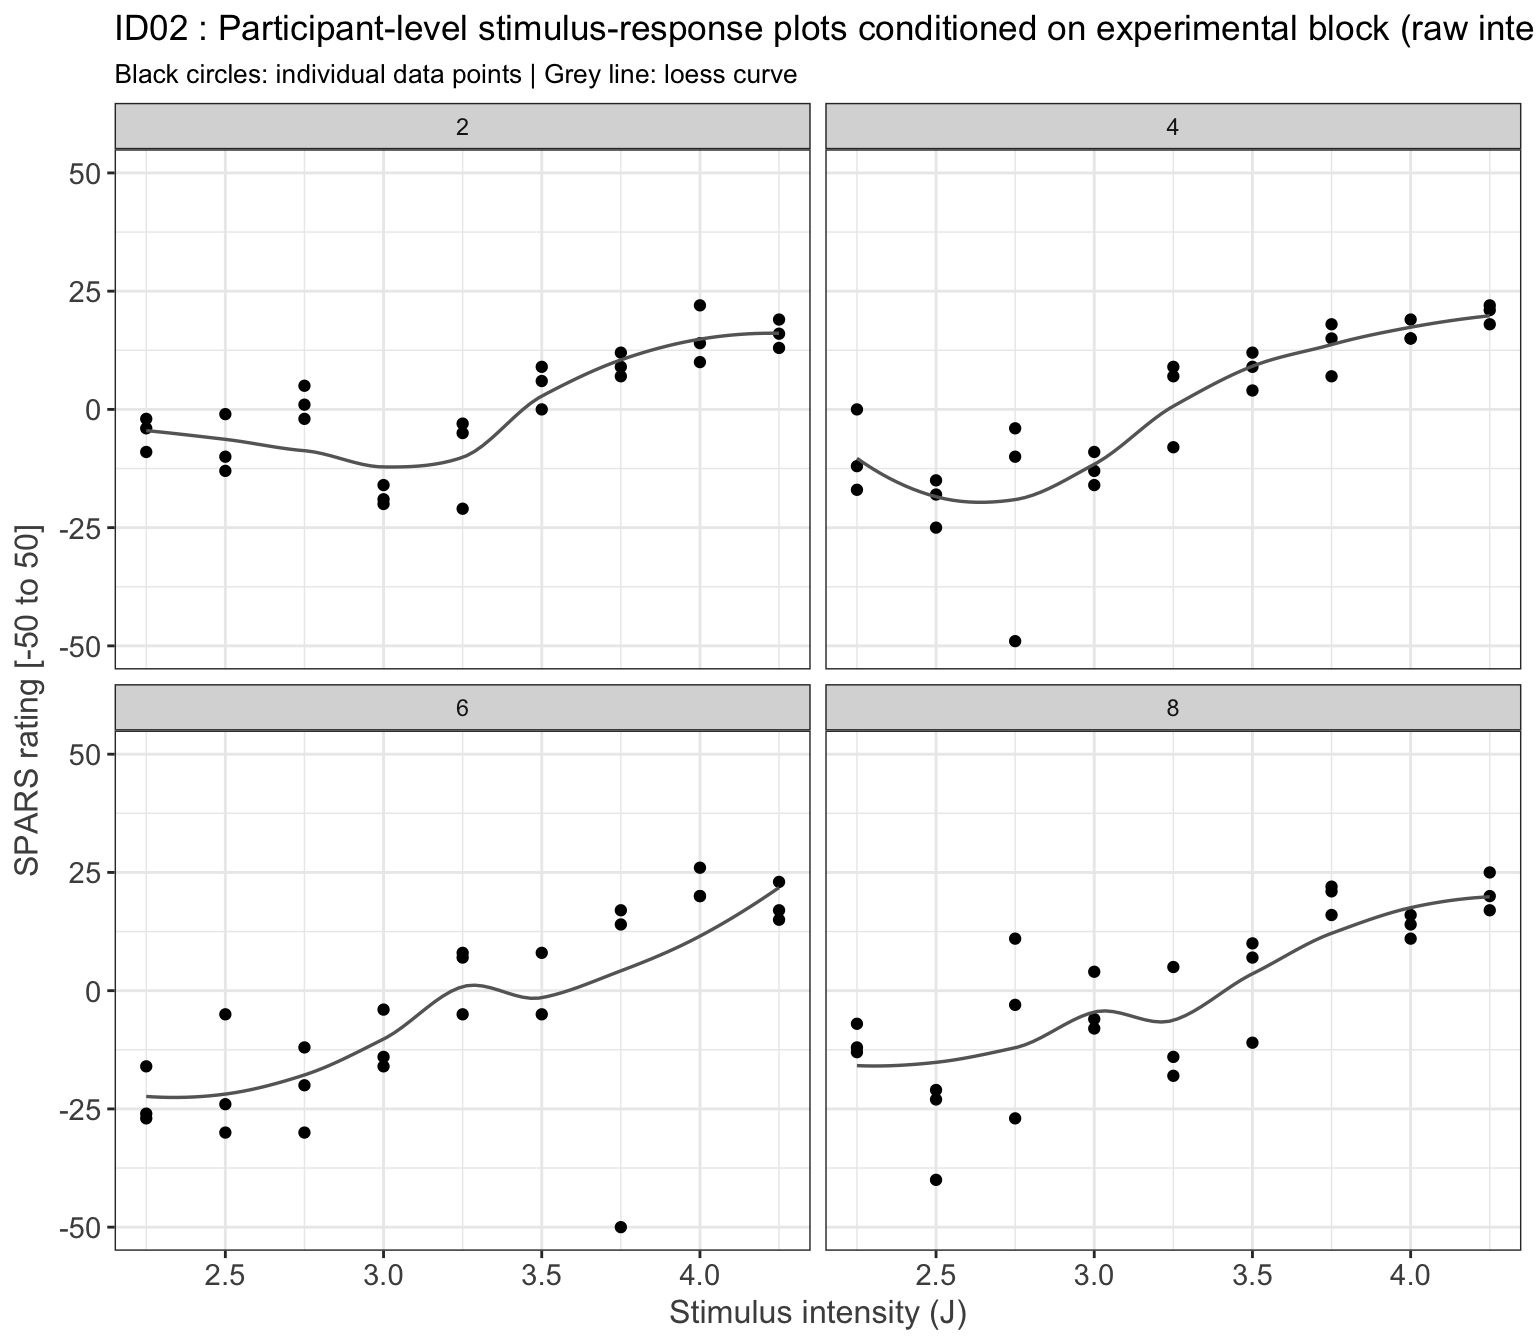 ID02 : Participant-level stimulus-response plots conditioned on experimental block (raw inte
Black circles: individual data points | Grey line: loess curve
2
4
50
25
0
-25
-50
6
8
50
25
0
-25
-50
SPARS rating [-50 to 50]
2.5 3.0 3.5 4.0
2.5 3.0 3.5 4.0
Stimulus intensity (J)